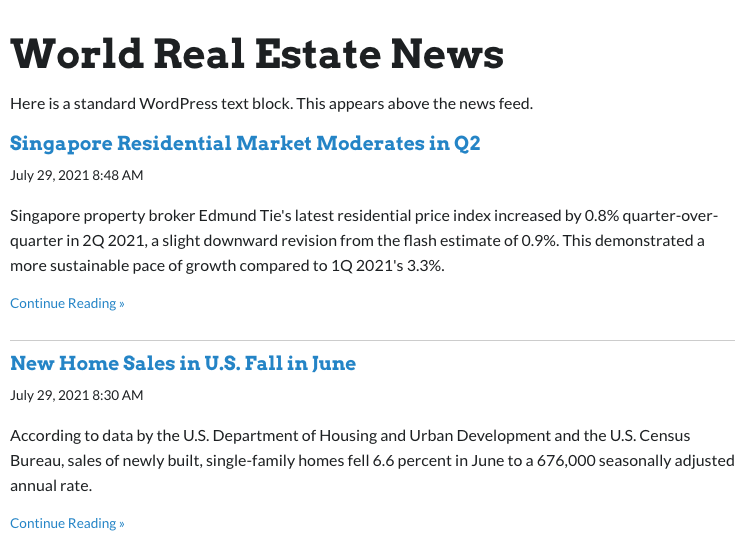 World Real Estate News
Here is a standard WordPress text block. This appears above the news feed.
Singapore Residential Market Moderates in Q2
July 29, 2021 8:48 AM
Singapore property broker Edmund Tie's latest residential price index increased by 0.8% quarter-over-
quarter in 2Q 2021, a slight downward revision from the flash estimate of 0.9%. This demonstrated a
more sustainable pace of growth compared to 1Q 2021's 3.3%.
Continue Reading »
New Home Sales in U.S. Fall in June
July 29, 2021 8:30 AM
According to data by the U.S. Department of Housing and Urban Development and the U.S. Census
Bureau, sales of newly built, single-family homes fell 6.6 percent in June to a 676,000 seasonally adjusted
annual rate.
Continue Reading »